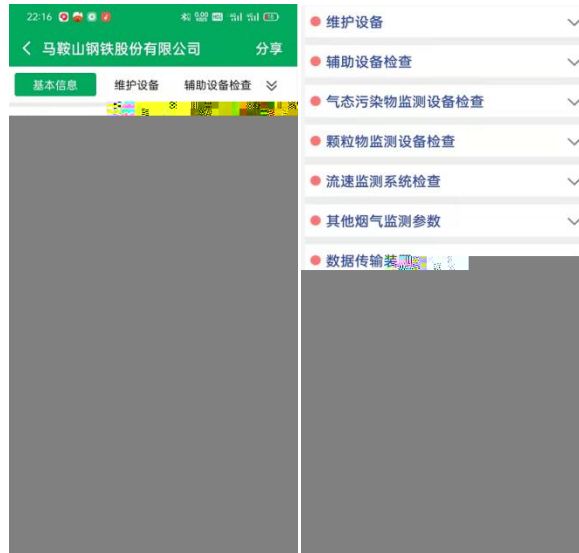 22:16
马鞍山钢铁股份有限公司 分享
基本信息 维护设备 辅助设备检查
维护设备
辅助设备检查
气态污染物监测设备检查
颗粒物监测设备检查
流速监测系统检查
其他烟气监测参数
数据传输装